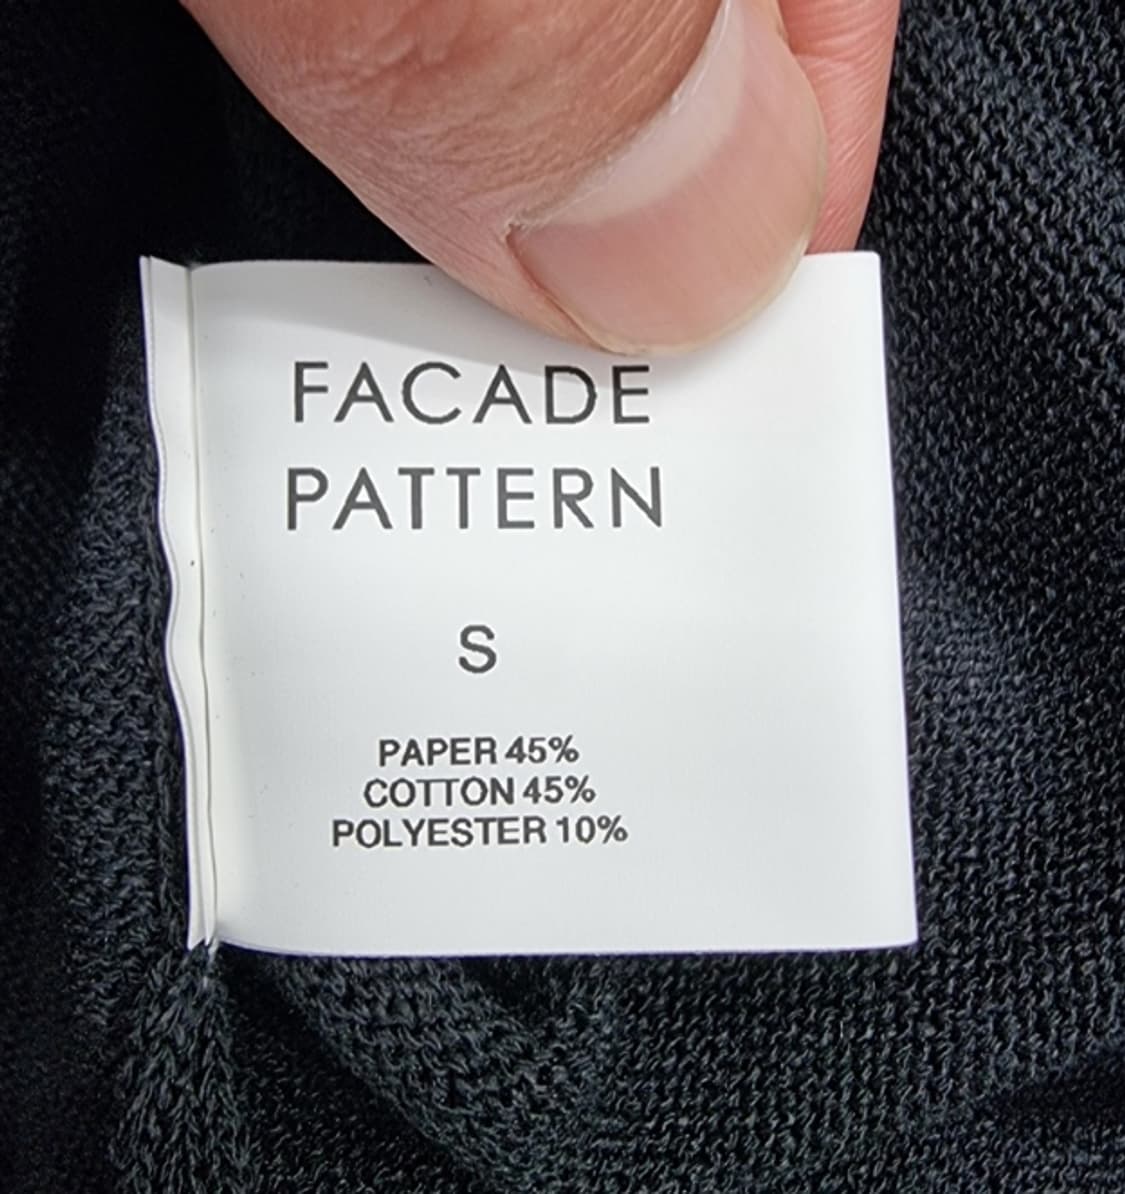 FACADE
PATTERN
S
PAPER 45%
COTTON 45%
POLYESTER 10%